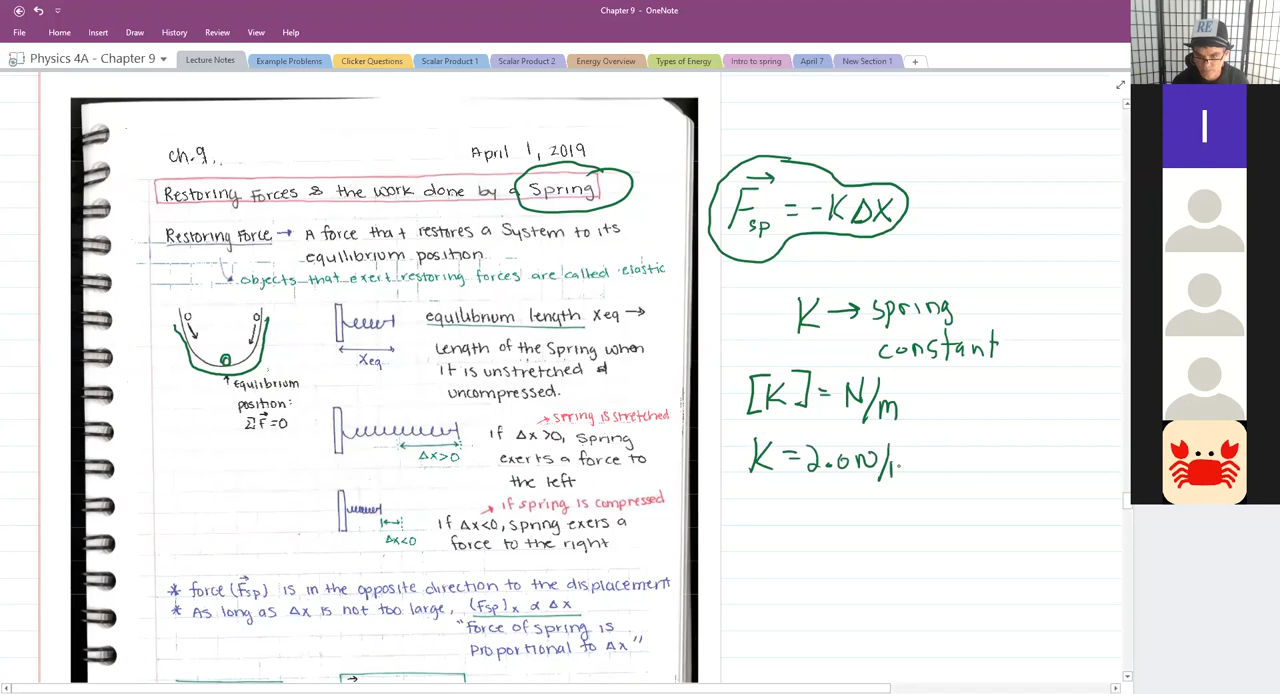 Chapter 9 - OneNote
File Home Insert Draw History Review View Help
Physics 4A - Chapter 9
Lecture Notes Example Problems Clicker Questions Scalar Product 1 Scalar Product 2 Energy Overview Types of Energy Intro to spring April 7 New Section 1 +
RE
I
ch.9. April 1, 2019
Restoring Forces & the work done by a Spring
Restoring Force → A force that restores a System to its
equilibrium position.
objects that exert restoring forces are called elastic
equilibrium length Xeq →
Length of the Spring when
it is unstretched &
uncompressed.
Xeq
Equilibrium
position:
ΣF⃗ = 0
→ spring is stretched
if Δx>0, spring
exerts a force to
the left
Δx>0
→ if spring is compressed
if Δx<0, spring exers a
force to the right
Δx<0
* force (F⃗sp) is in the opposite direction to the displacement
* As long as Δx is not too large, (Fsp)x ∝ Δx
"Force of spring is
proportional to Δx"
F⃗sp = -KΔX
K → spring
constant
[K] = N/m
K = 2.0N/